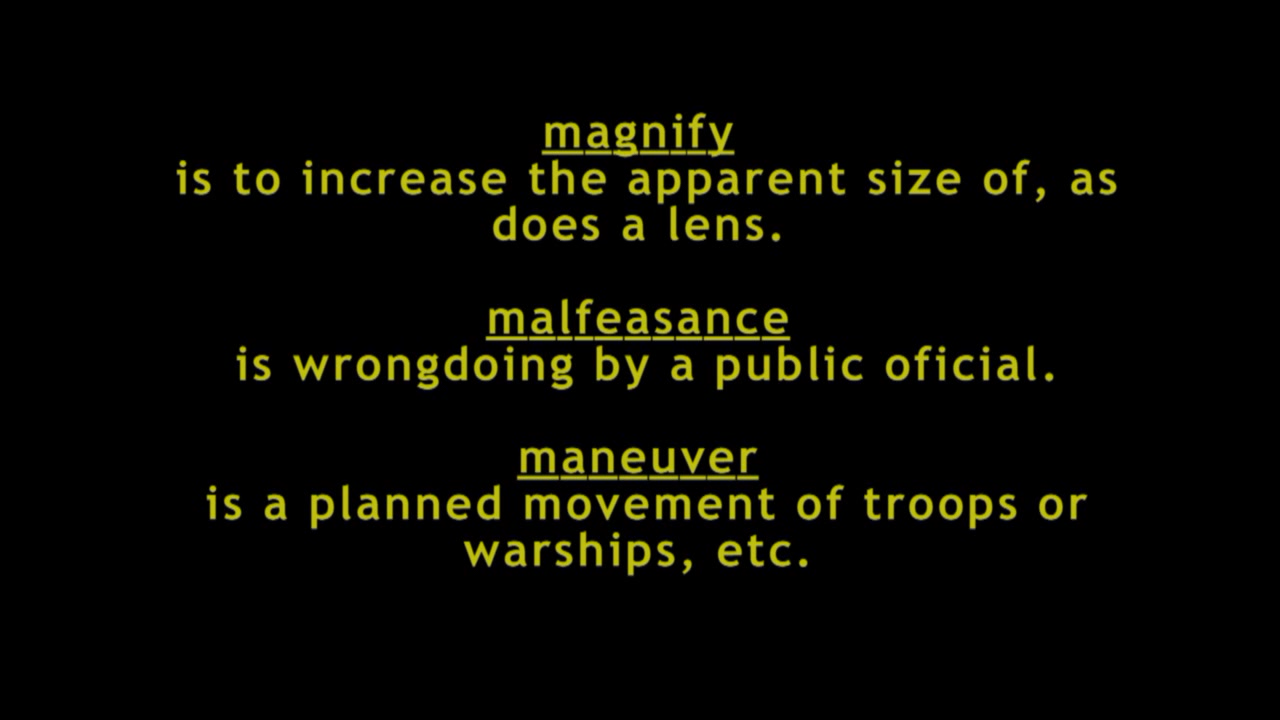 magnify
is to increase the apparent size of, as
does a lens.
malfeasance
is wrongdoing by a public oficial.
maneuver
is a planned movement of troops or
warships, etc.